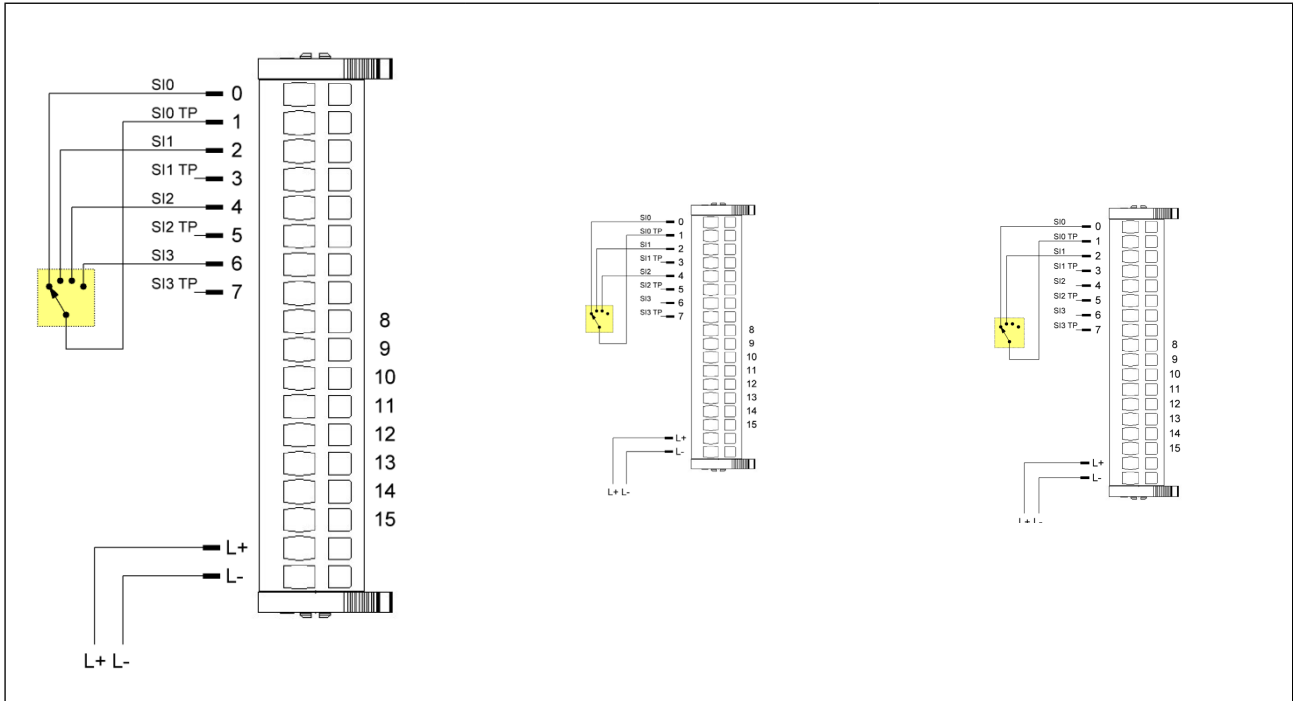 SI0 0
SI0 TP 1
SI1 2
SI1 TP 3
SI2 4
SI2 TP 5
SI3 6
SI3 TP 7
8
9
10
11
12
13
14
15
L+
L-
L+ L-
SI0 0
SI0 TP 1
SI1 2
SI1 TP 3
SI2 4
SI2 TP 5
SI3 6
SI3 TP 7
8
9
10
11
12
13
14
15
L+
L-
L+ L-
SI0 0
SI0 TP 1
SI1 2
SI1 TP 3
SI2 4
SI2 TP 5
SI3 6
SI3 TP 7
8
9
10
11
12
13
14
15
L+
L-
L+ L-